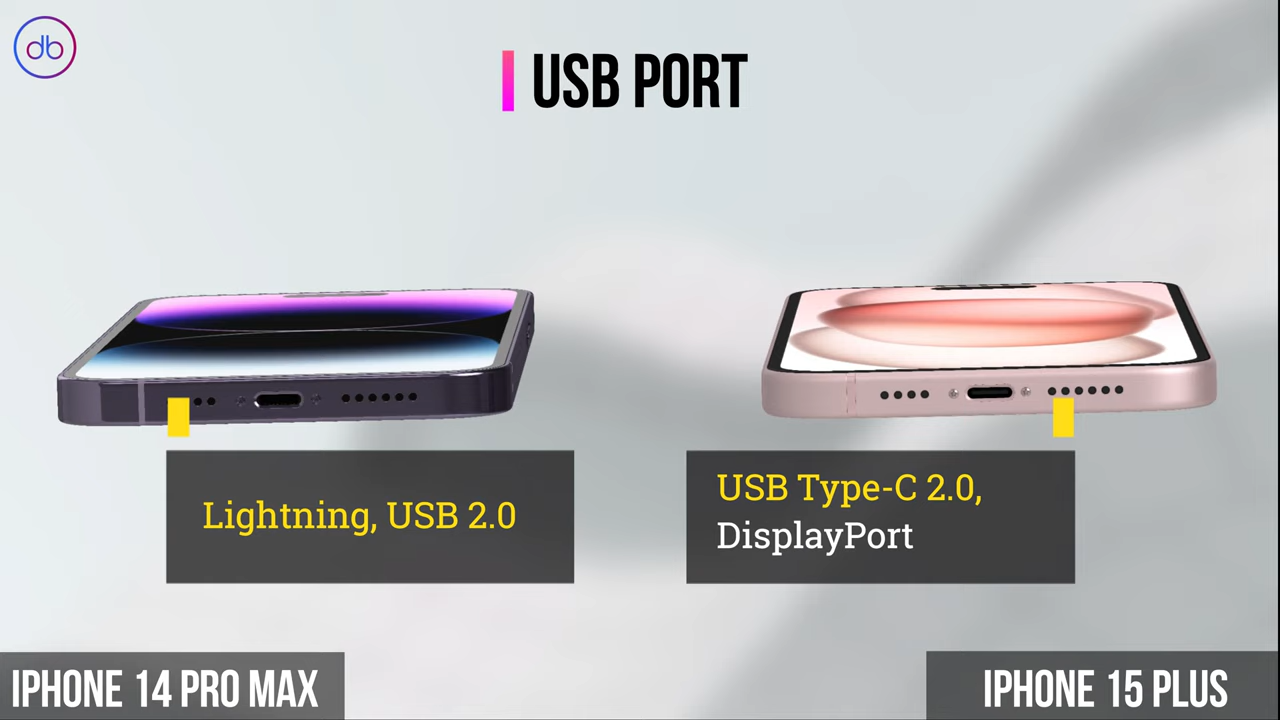 db
USB PORT
Lightning, USB 2.0
USB Type-C 2.0,
DisplayPort
IPHONE 14 PRO MAX
IPHONE 15 PLUS